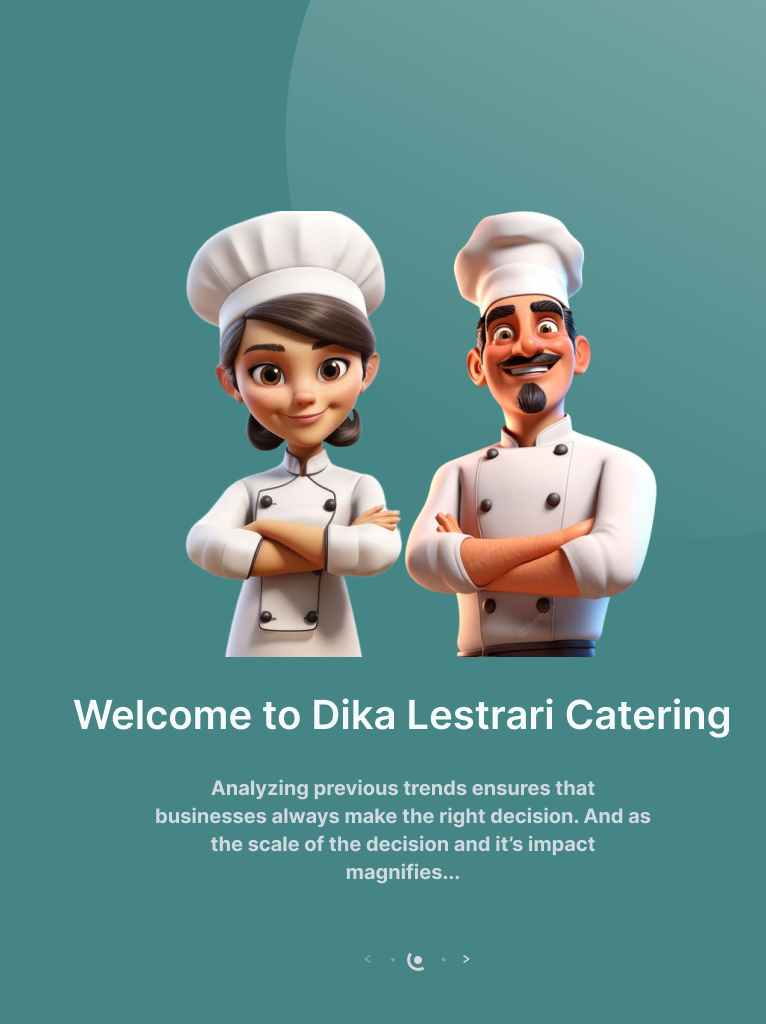 Welcome to Dika Lestrari Catering
Analyzing previous trends ensures that
businesses always make the right decision. And as
the scale of the decision and it’s impact
magnifies...